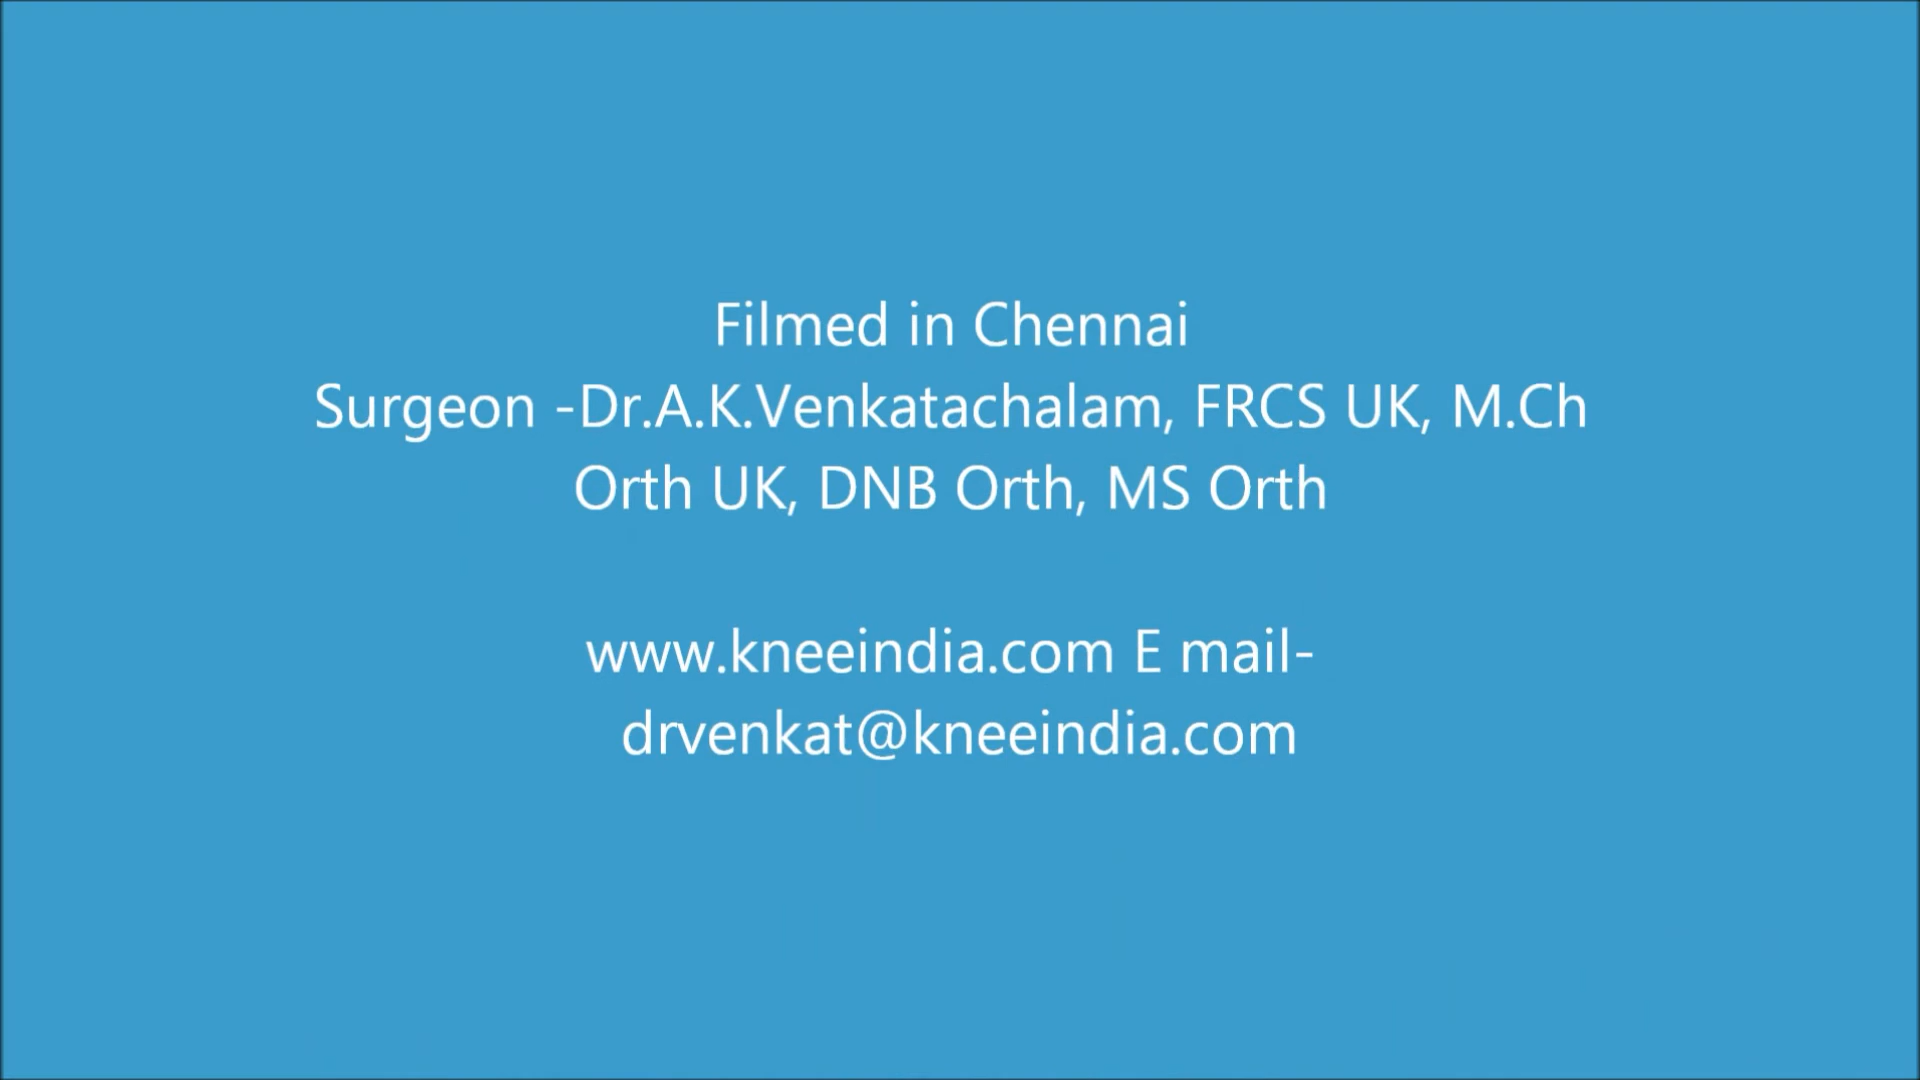 Filmed in Chennai
Surgeon -Dr.A.K.Venkatachalam, FRCS UK, M.Ch
Orth UK, DNB Orth, MS Orth
www.kneeindia.com E mail-
drvenkat@kneeindia.com